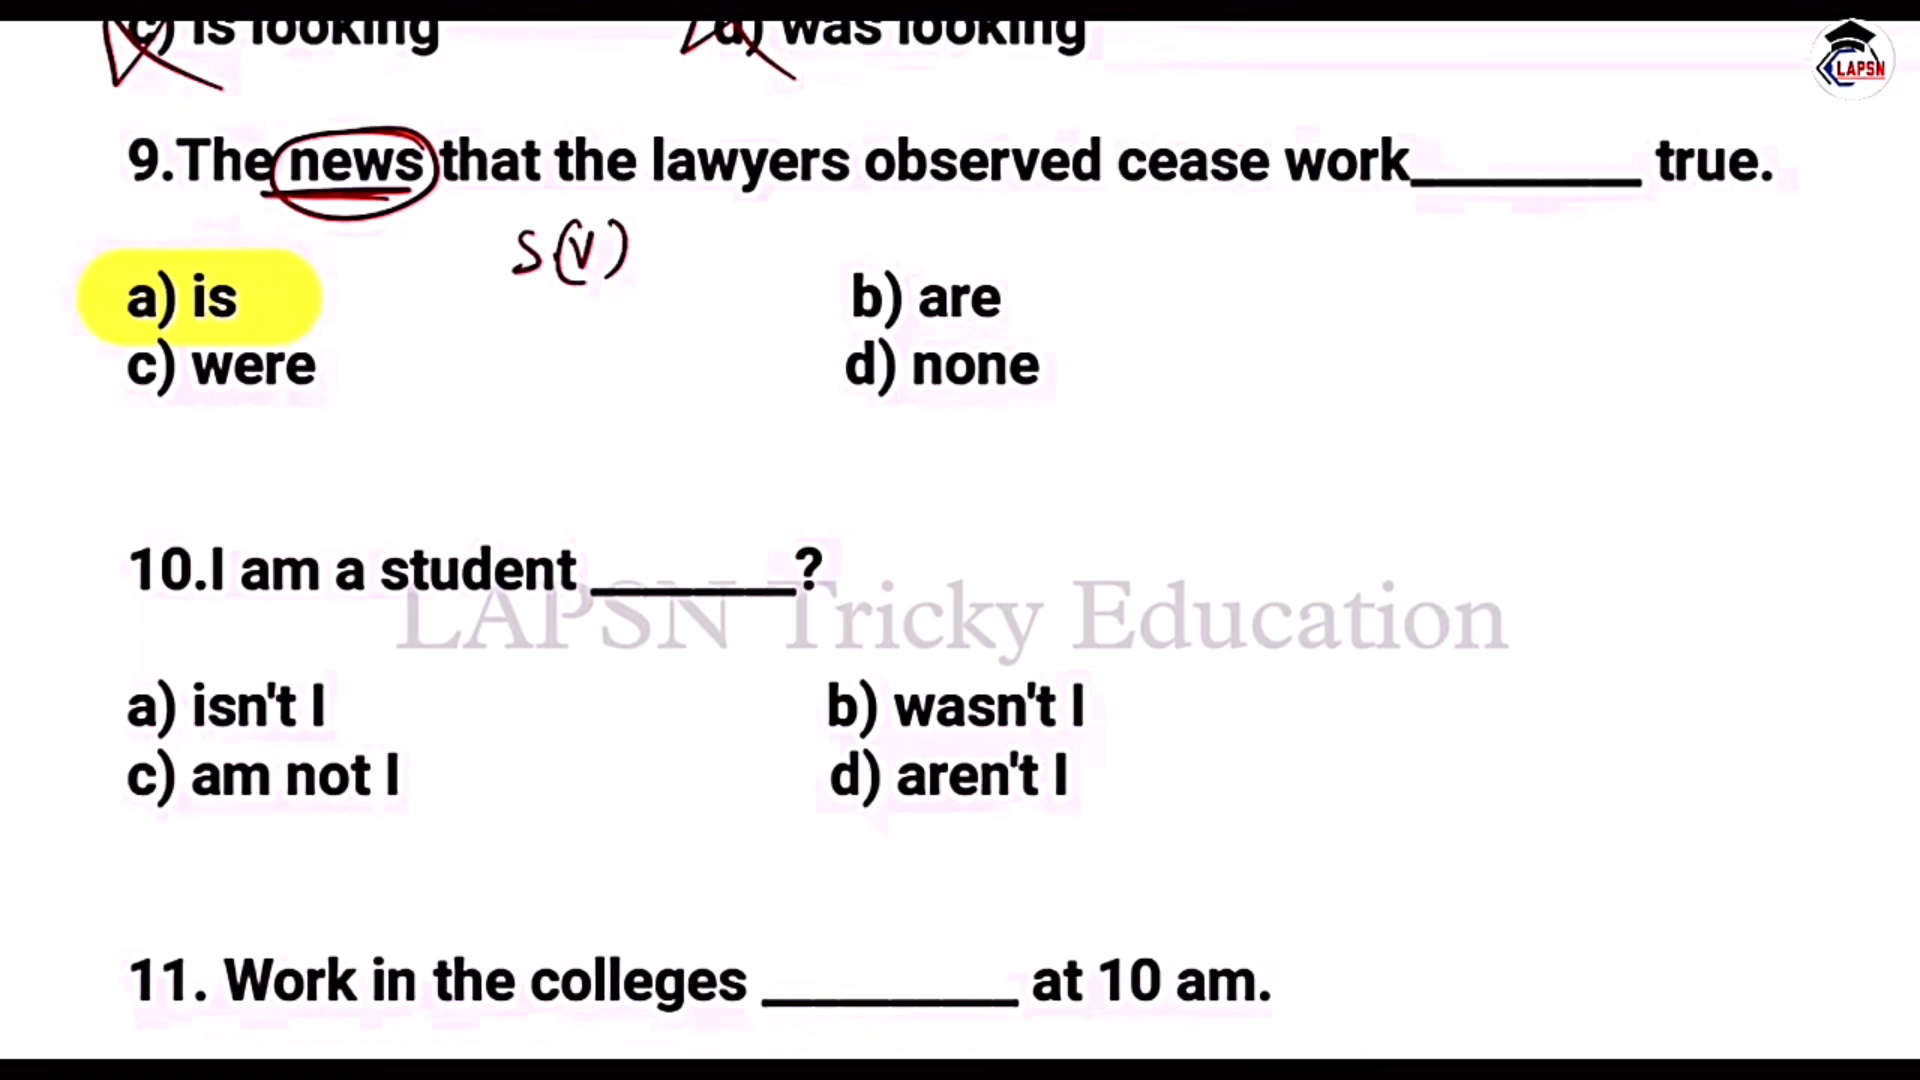 c) is looking d) was looking
LAPSN
9.The news that the lawyers observed cease work________ true.
S(V)
a) is b) are
c) were d) none
10.I am a student _______?
LAPSN Tricky Education
a) isn't I b) wasn't I
c) am not I d) aren't I
11. Work in the colleges _________ at 10 am.